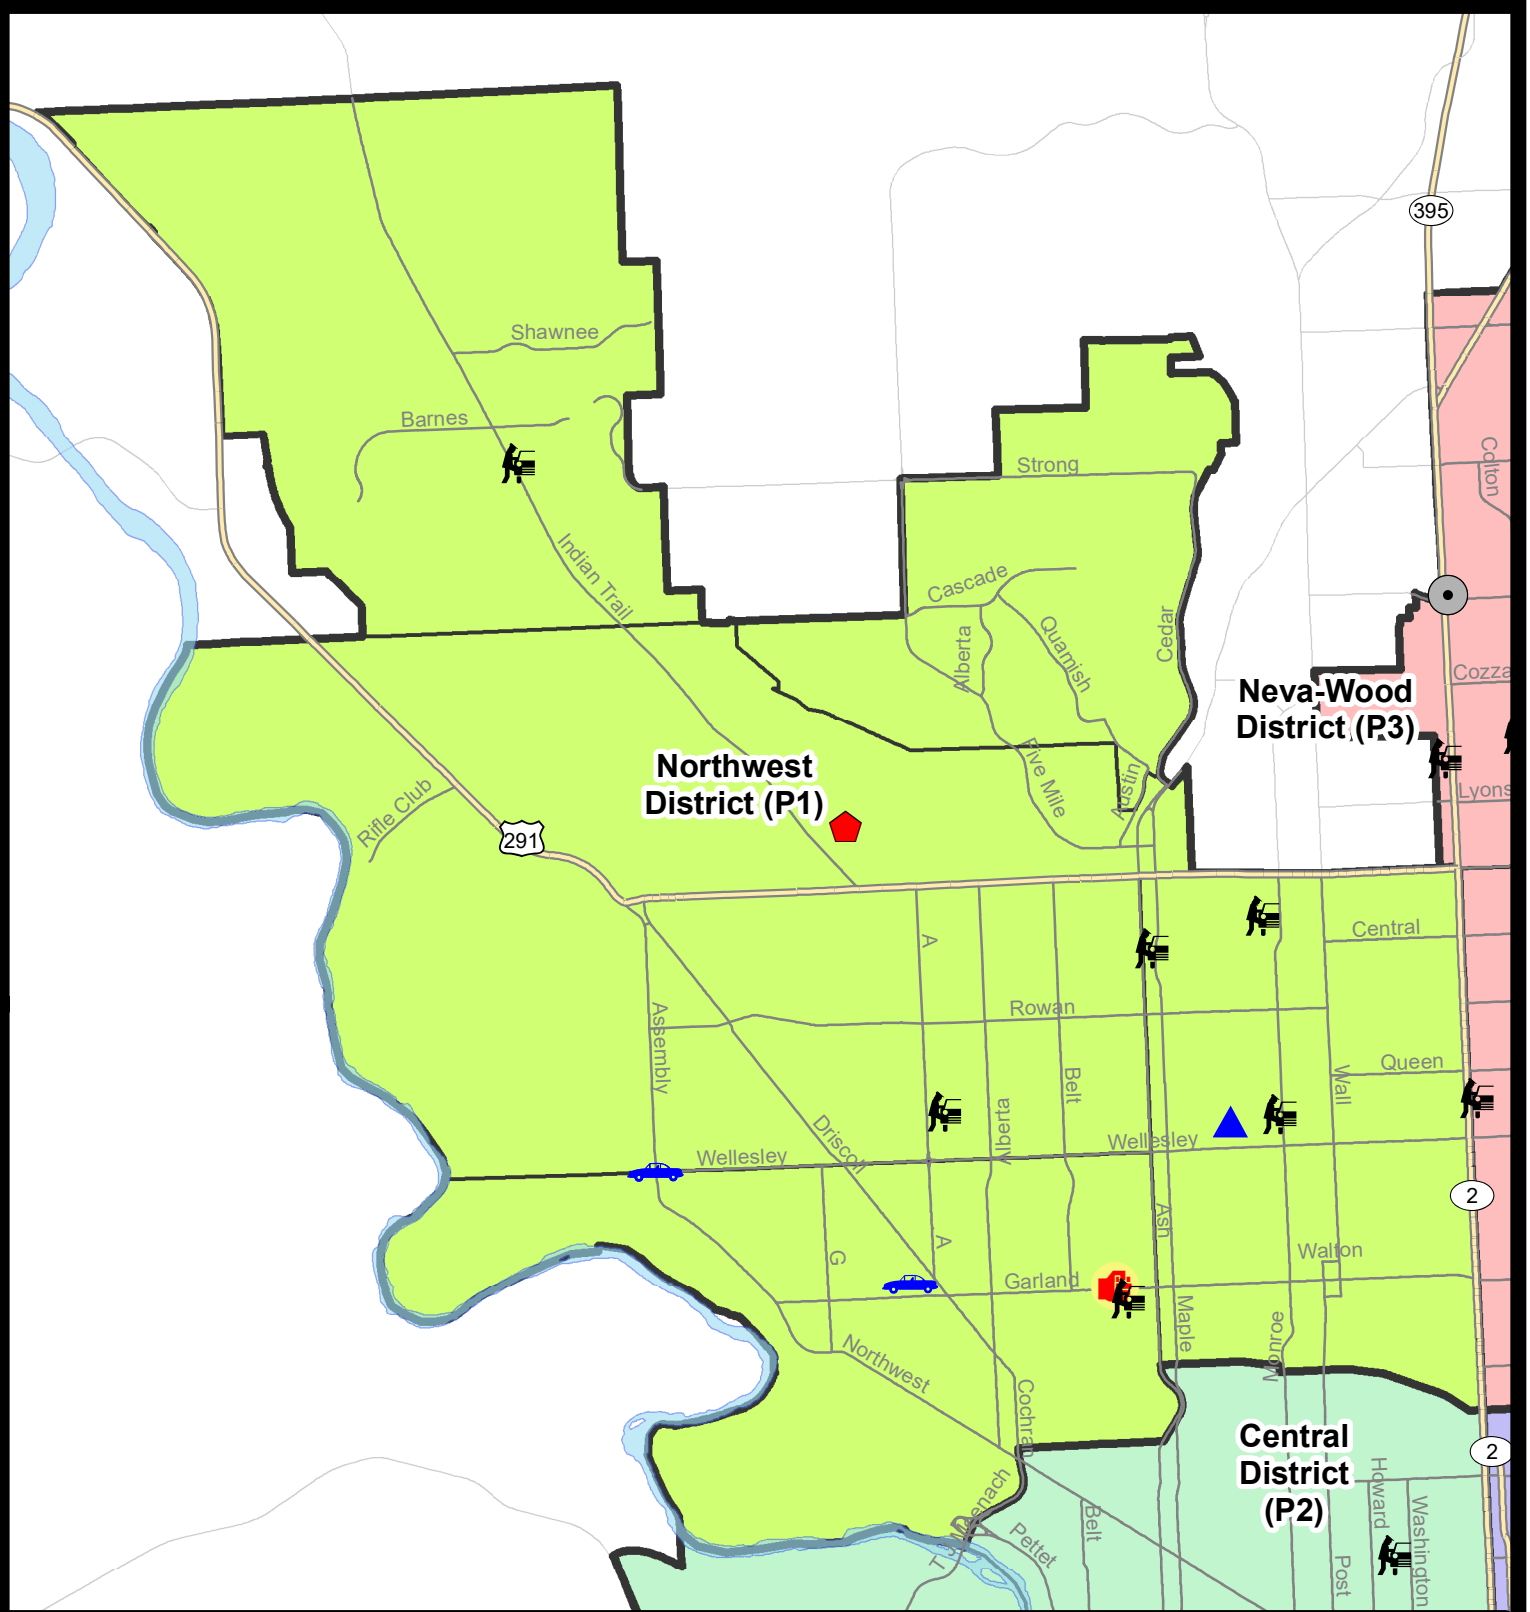 395
Shawnee
Barnes
Strong
Colton
Indian Trail
Cascade
Alberta
Quamish
Cedar
Cozza
Neva-Wood
District (P3)
Northwest
District (P1)
Five Mile
Austin
Lyons
Rifle Club
291
A
Central
Assembly
Rowan
Queen
Belt
Wall
Alberta
Driscoll
Wellesley
Wellesley
2
Ash
A
G
Walton
Garland
Maple
Monroe
Northwest
Cochran
Central
District
(P2)
2
Howard
Washington
T J Meenach
Pettet
Belt
Post